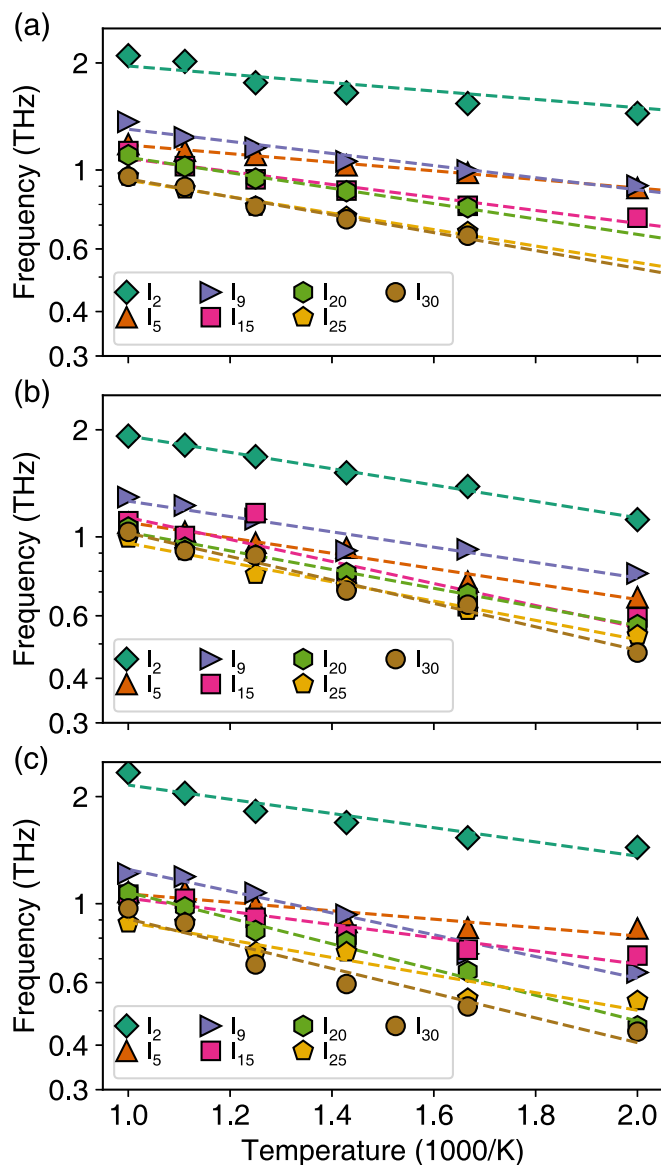 (a)
2
1
0.6
0.4
0.3
Frequency (THz)
I2 I9 I20 I30
I5 I15 I25
(b)
2
1
0.6
0.4
0.3
Frequency (THz)
I2 I9 I20 I30
I5 I15 I25
(c)
2
1
0.6
0.4
0.3
Frequency (THz)
I2 I9 I20 I30
I5 I15 I25
1.0 1.2 1.4 1.6 1.8 2.0
Temperature (1000/K)